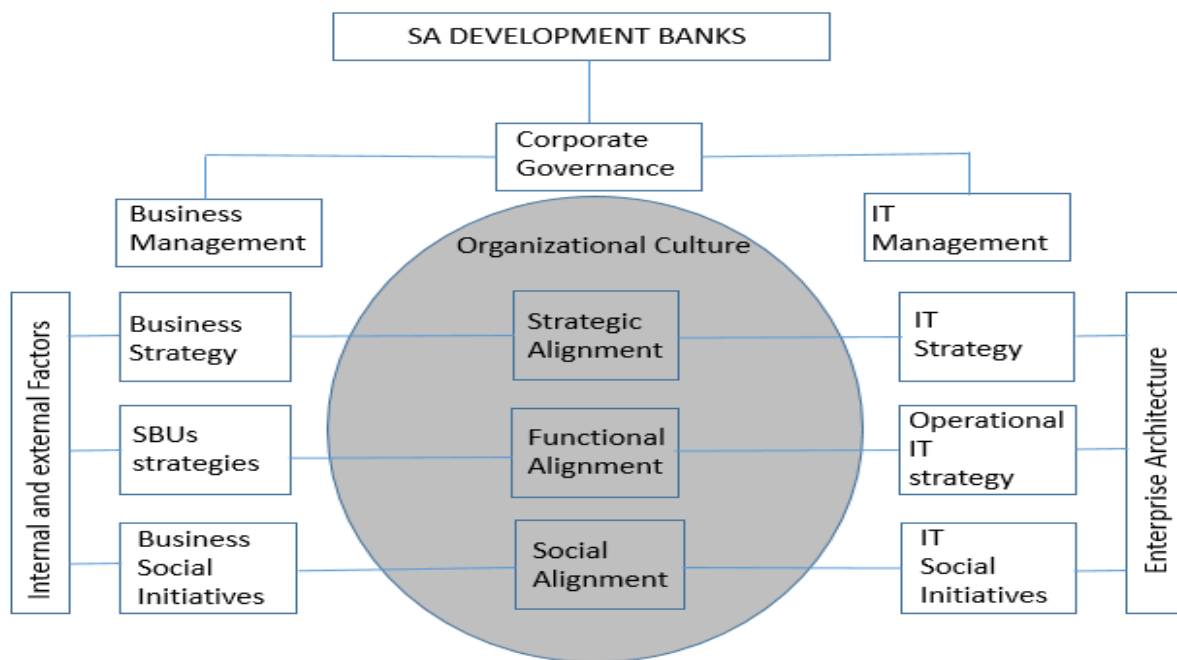 SA DEVELOPMENT BANKS
Corporate
Governance
Business
Management
IT
Management
Organizational Culture
Internal and external Factors
Business
Strategy
Strategic
Alignment
IT
Strategy
Enterprise Architecture
SBUs
strategies
Functional
Alignment
Operational
IT
strategy
Business
Social
Initiatives
Social
Alignment
IT
Social
Initiatives